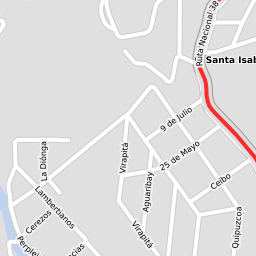 Ruta Nacional 38
Santa Isab
9 de Julio
La Diónga
Virapitá
25 de Mayo
Aguaribay
Ceibo
Lambertianos
Cerezos
Quipuzcoa
Virapitá
Perple
cias